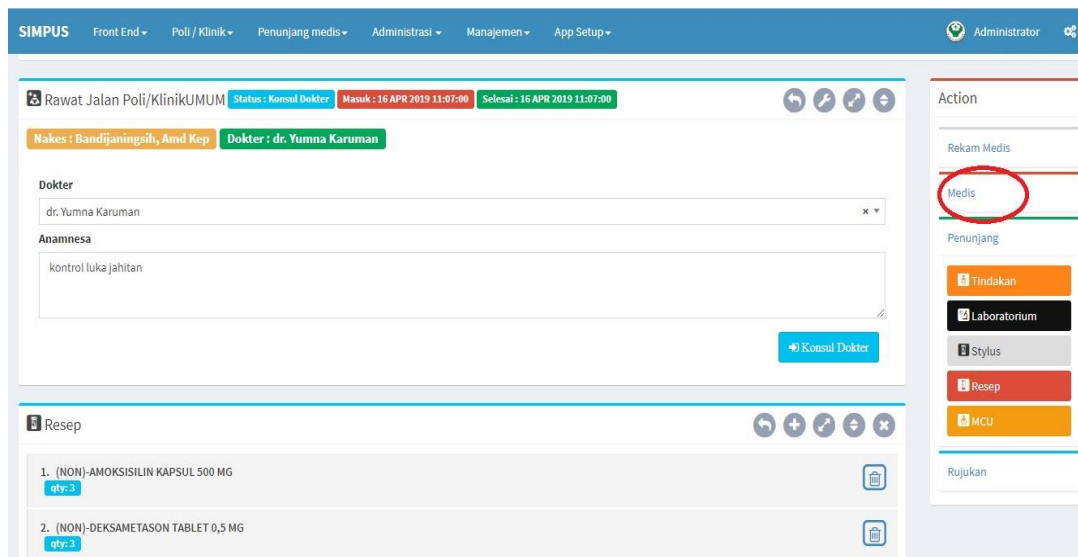 SIMPUS Front End Poli / Klinik Penunjang medis Administrasi Manajemen App Setup Administrator
Rawat Jalan Poli/KlinikUMUM Status : Konsul Dokter Masuk : 16 APR 2019 11:07:00 Selesai : 16 APR 2019 11:07:00
Nakes : Bandijaningsih, Amd Kep Dokter : dr. Yumna Karuman
Dokter
dr. Yumna Karuman
Anamnesa
kontrol luka jahitan
Konsul Dokter
Resep
1. (NON)-AMOKSISILIN KAPSUL 500 MG
qty: 3
2. (NON)-DEKSAMETASON TABLET 0,5 MG
qty: 3
Action
Rekam Medis
Medis
Penunjang
Tindakan
Laboratorium
Stylus
Resep
MCU
Rujukan